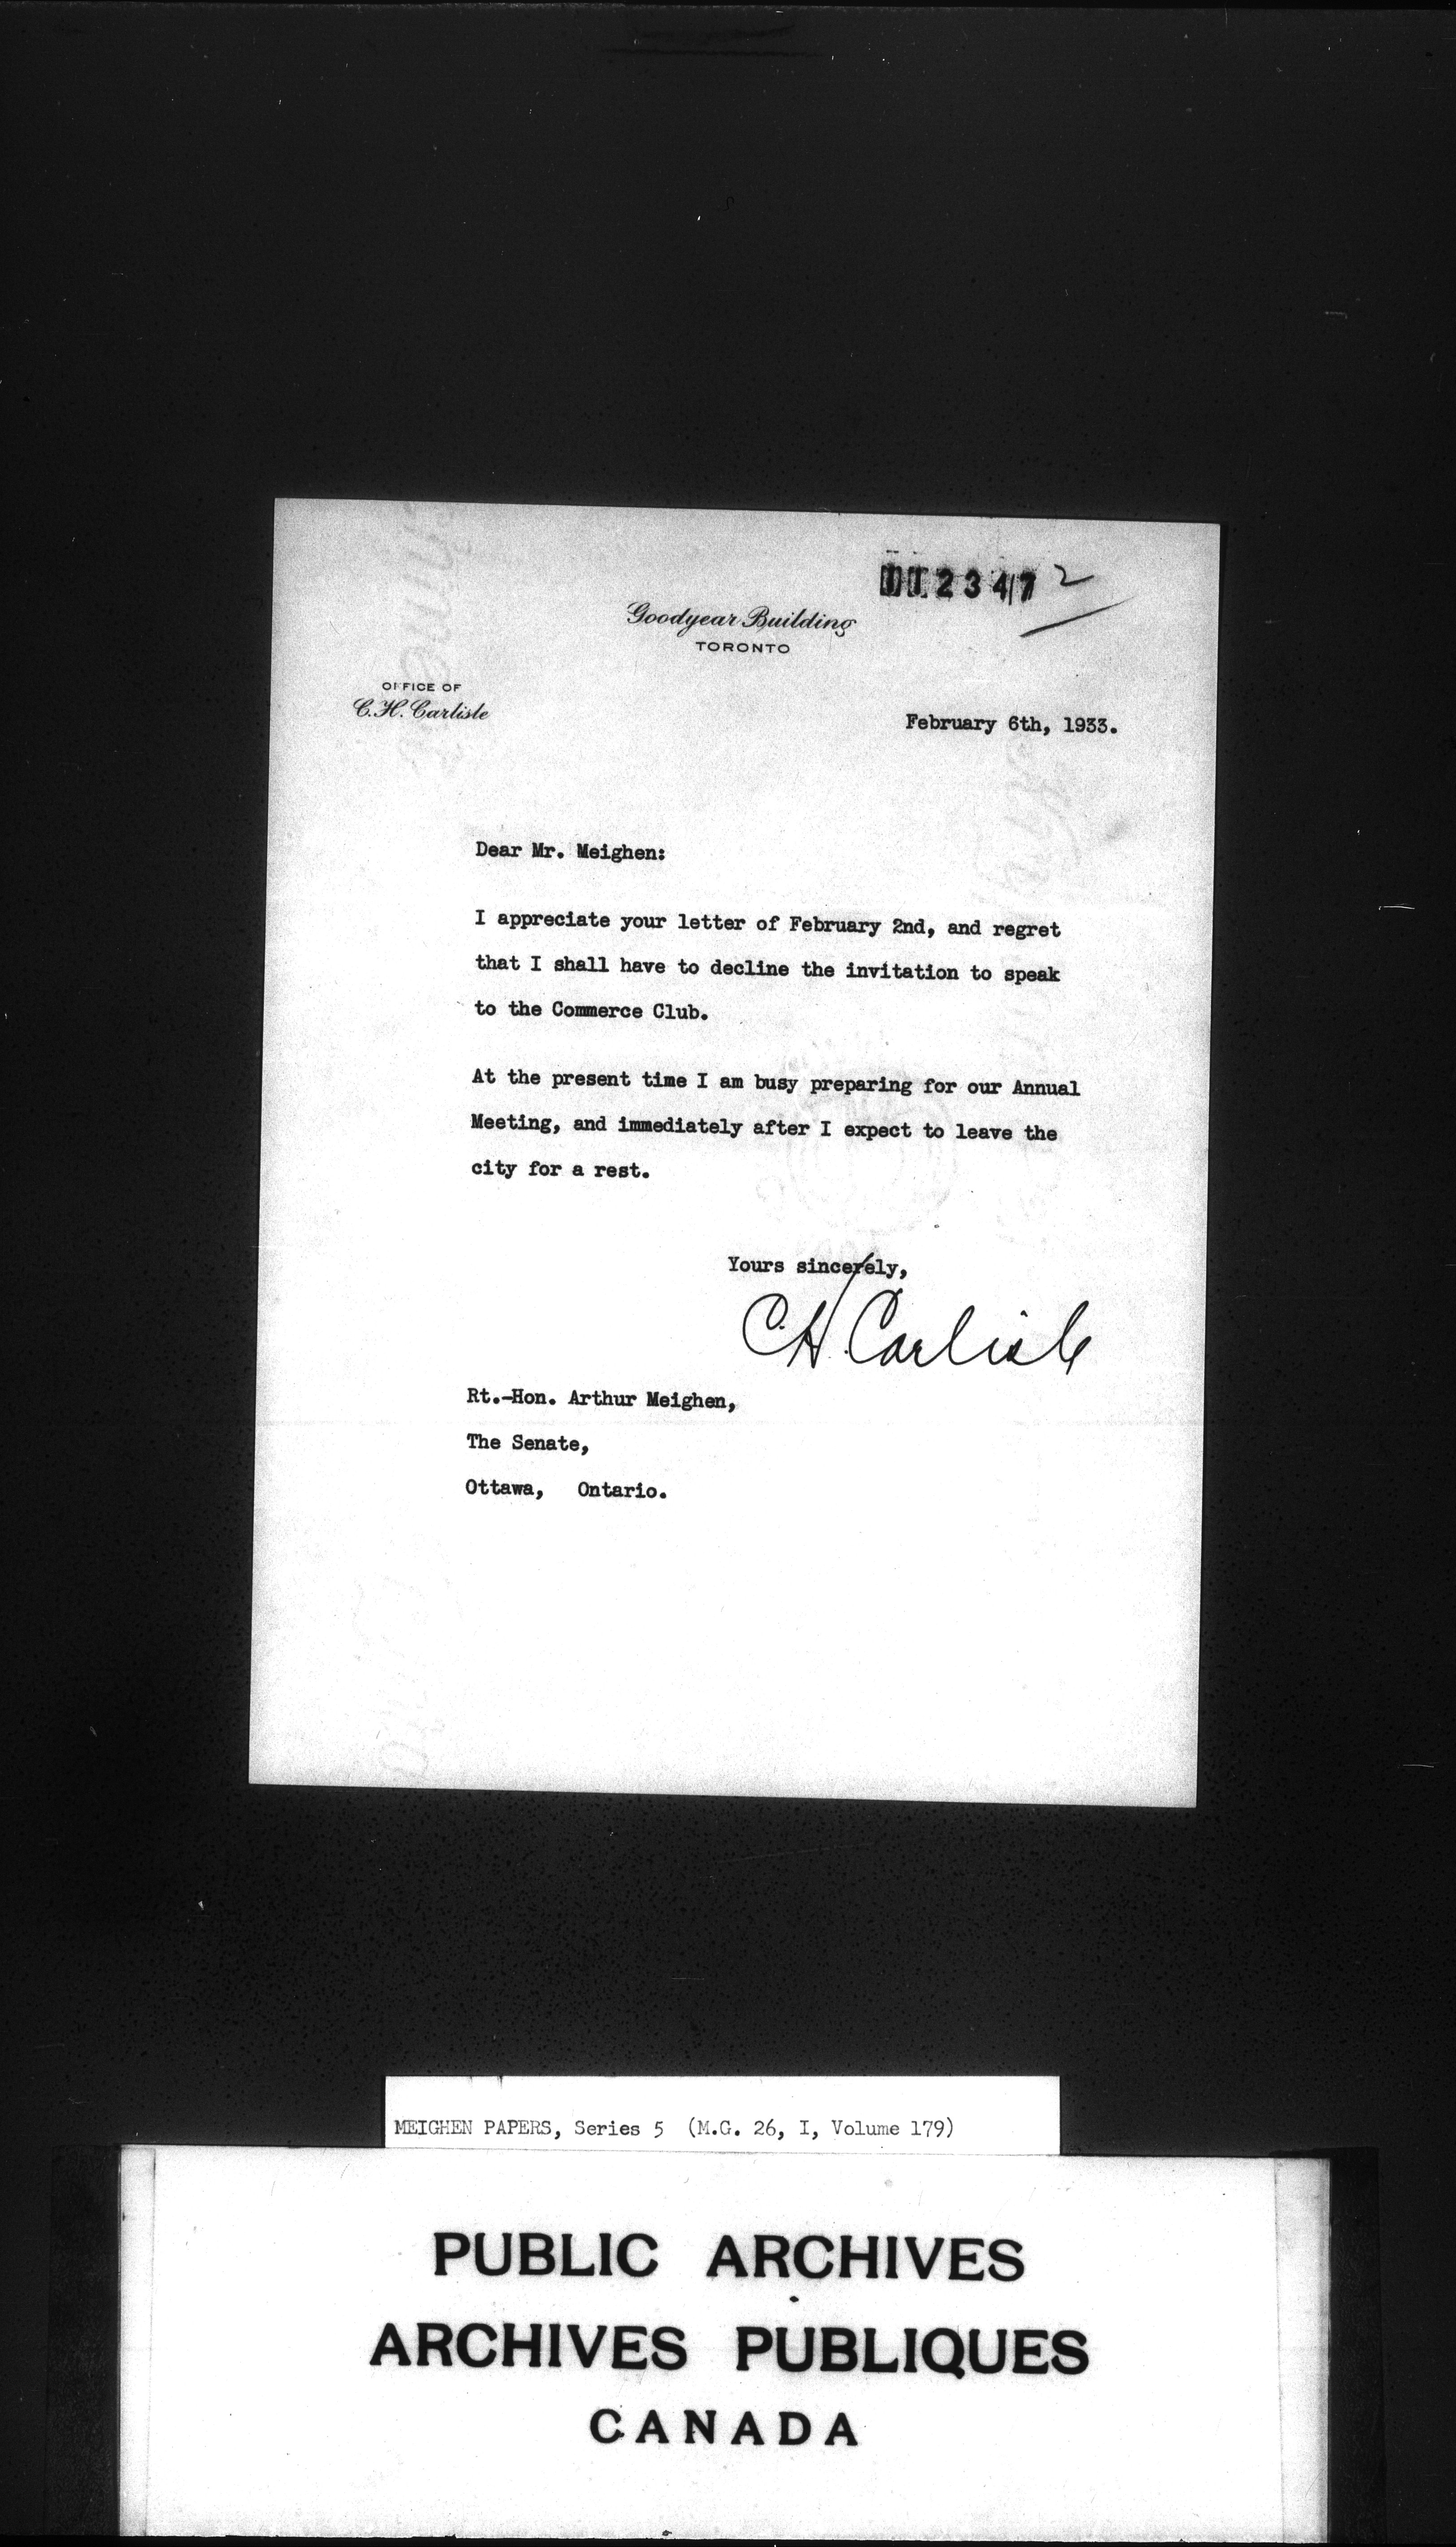 2347 2
Goodyear Building
TORONTO
OFFICE OF
C. H. Carlisle
February 6th, 1933.
Dear Mr. Meighen:
I appreciate your letter of February 2nd, and regret
that I shall have to decline the invitation to speak
to the Commerce Club.
At the present time I am busy preparing for our Annual
Meeting, and immediately after I expect to leave the
city for a rest.
Yours sincerely,
C. H. Carlisle
Rt.-Hon. Arthur Meighen,
The Senate,
Ottawa, Ontario.
MEIGHEN PAPERS, Series 5 (M.G. 26, I, Volume 179)
PUBLIC ARCHIVES
ARCHIVES PUBLIQUES
CANADA